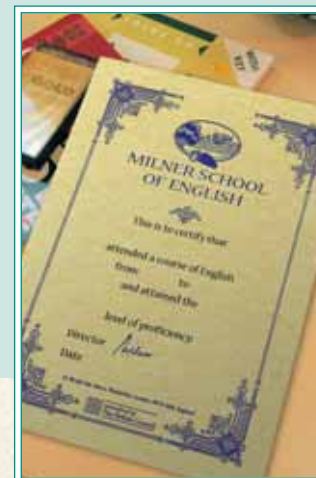 MILNER SCHOOL
OF ENGLISH
This is to certify that
attended a course of English
from to
and attained the
level of proficiency
Director
Date